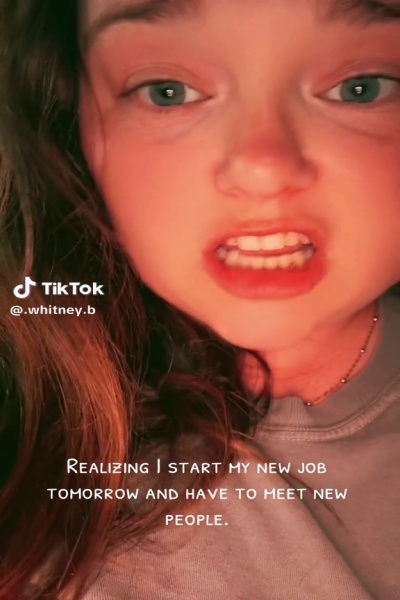 TikTok
@.whitney.b
Realizing I start my new job
tomorrow and have to meet new
people.